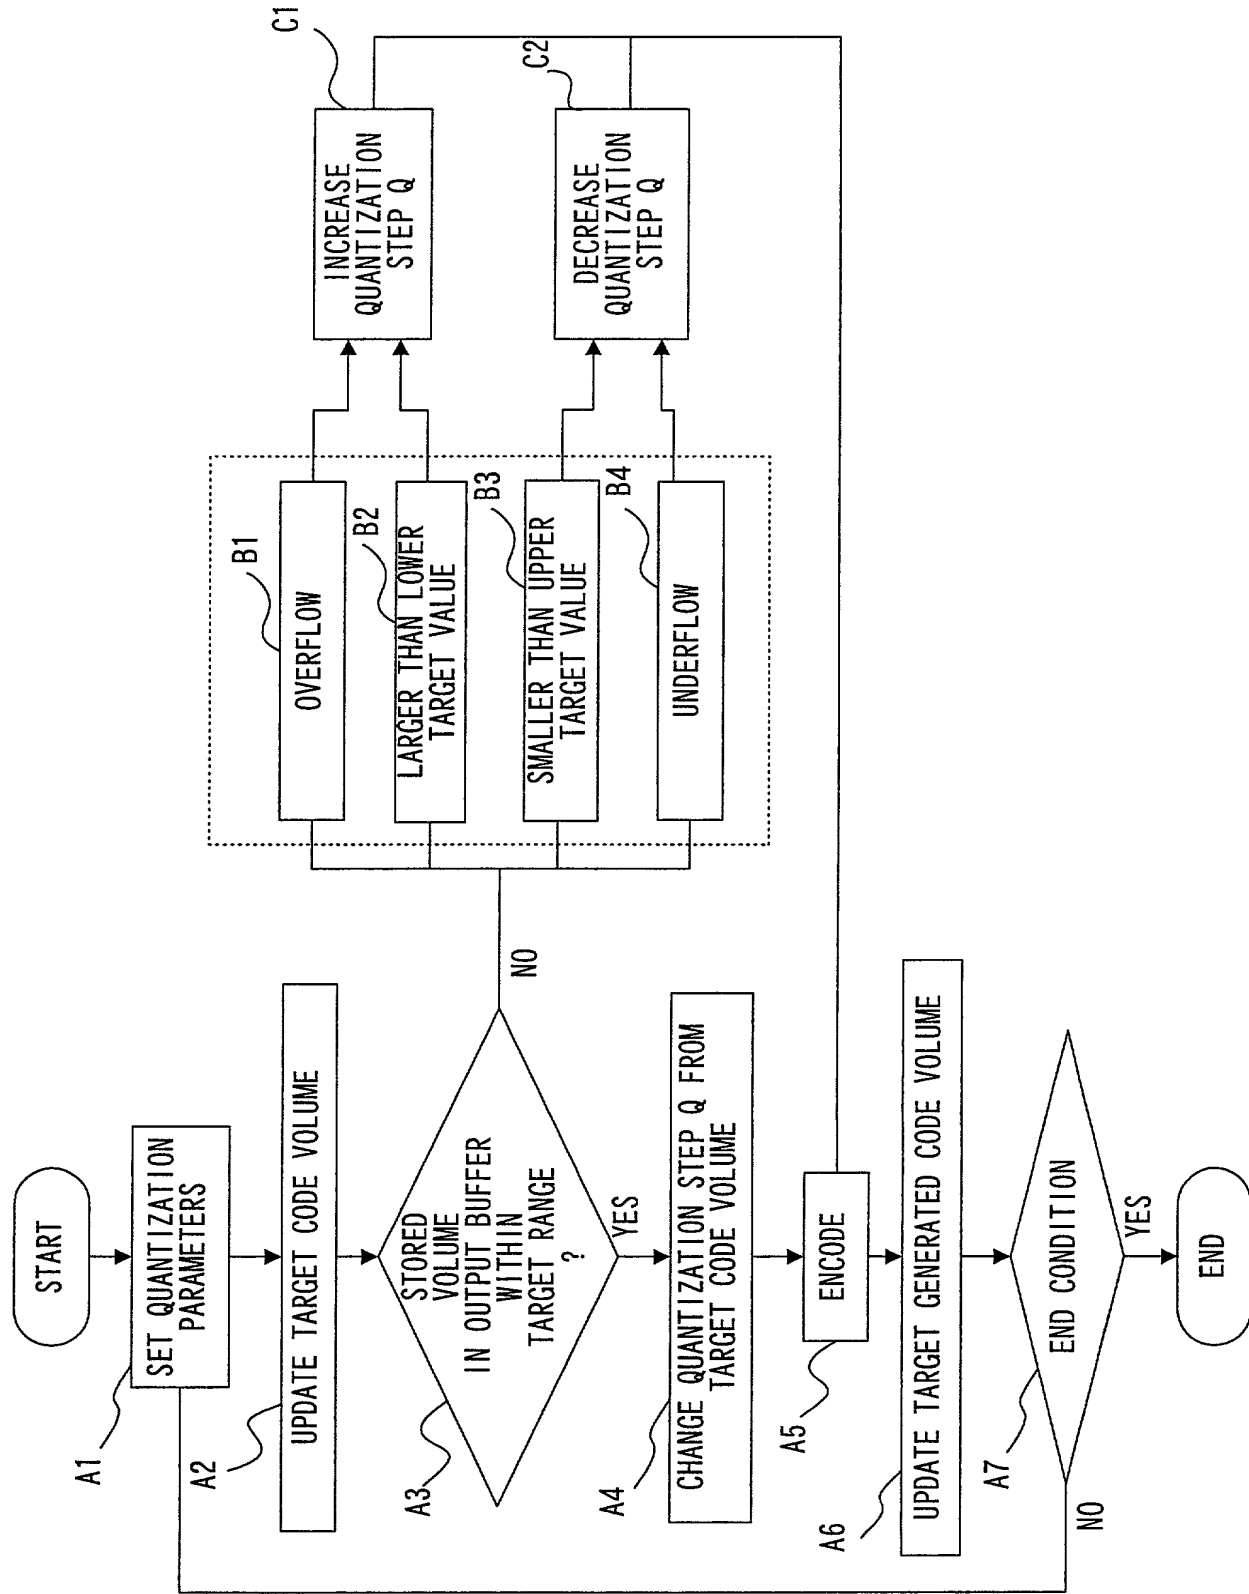 START
A1
SET QUANTIZATION
PARAMETERS
A2
UPDATE TARGET CODE VOLUME
A3
STORED
VOLUME
IN OUTPUT BUFFER
WITHIN
TARGET RANGE
?
NO
YES
B1
OVERFLOW
B2
LARGER THAN LOWER
TARGET VALUE
B3
SMALLER THAN UPPER
TARGET VALUE
B4
UNDERFLOW
C1
INCREASE
QUANTIZATION
STEP Q
C2
DECREASE
QUANTIZATION
STEP Q
A4
CHANGE QUANTIZATION STEP Q FROM
TARGET CODE VOLUME
A5
ENCODE
A6
UPDATE TARGET GENERATED CODE VOLUME
A7
END CONDITION
NO
YES
END